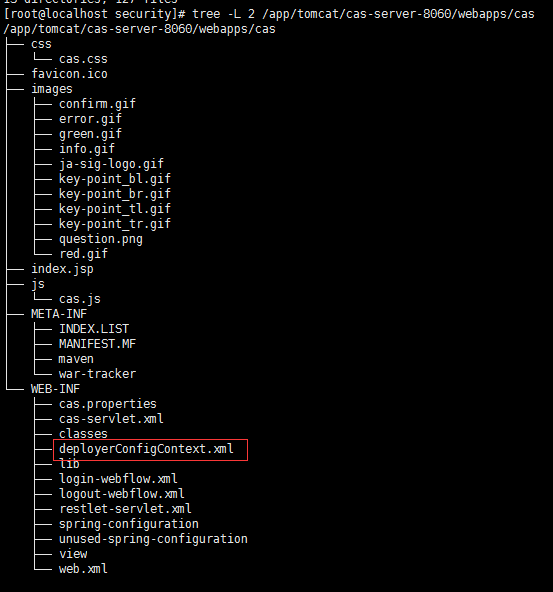 [root@localhost security]# tree -L 2 /app/tomcat/cas-server-8060/webapps/cas
/app/tomcat/cas-server-8060/webapps/cas
├── css
│   └── cas.css
├── favicon.ico
├── images
│   ├── confirm.gif
│   ├── error.gif
│   ├── green.gif
│   ├── info.gif
│   ├── ja-sig-logo.gif
│   ├── key-point_bl.gif
│   ├── key-point_br.gif
│   ├── key-point_tl.gif
│   ├── key-point_tr.gif
│   ├── question.png
│   └── red.gif
├── index.jsp
├── js
│   └── cas.js
├── META-INF
│   ├── INDEX.LIST
│   ├── MANIFEST.MF
│   ├── maven
│   └── war-tracker
└── WEB-INF
    ├── cas.properties
    ├── cas-servlet.xml
    ├── classes
    ├── deployerConfigContext.xml
    ├── lib
    ├── login-webflow.xml
    ├── logout-webflow.xml
    ├── restlet-servlet.xml
    ├── spring-configuration
    ├── unused-spring-configuration
    ├── view
    └── web.xml